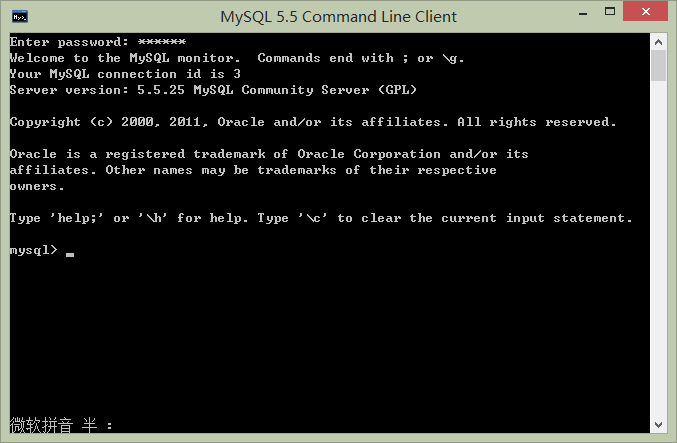 MySQL 5.5 Command Line Client
Enter password: ******
Welcome to the MySQL monitor.  Commands end with ; or \g.
Your MySQL connection id is 3
Server version: 5.5.25 MySQL Community Server (GPL)
Copyright (c) 2000, 2011, Oracle and/or its affiliates. All rights reserved.
Oracle is a registered trademark of Oracle Corporation and/or its
affiliates. Other names may be trademarks of their respective
owners.
Type 'help;' or '\h' for help. Type '\c' to clear the current input statement.
mysql> _
微软拼音 半 :